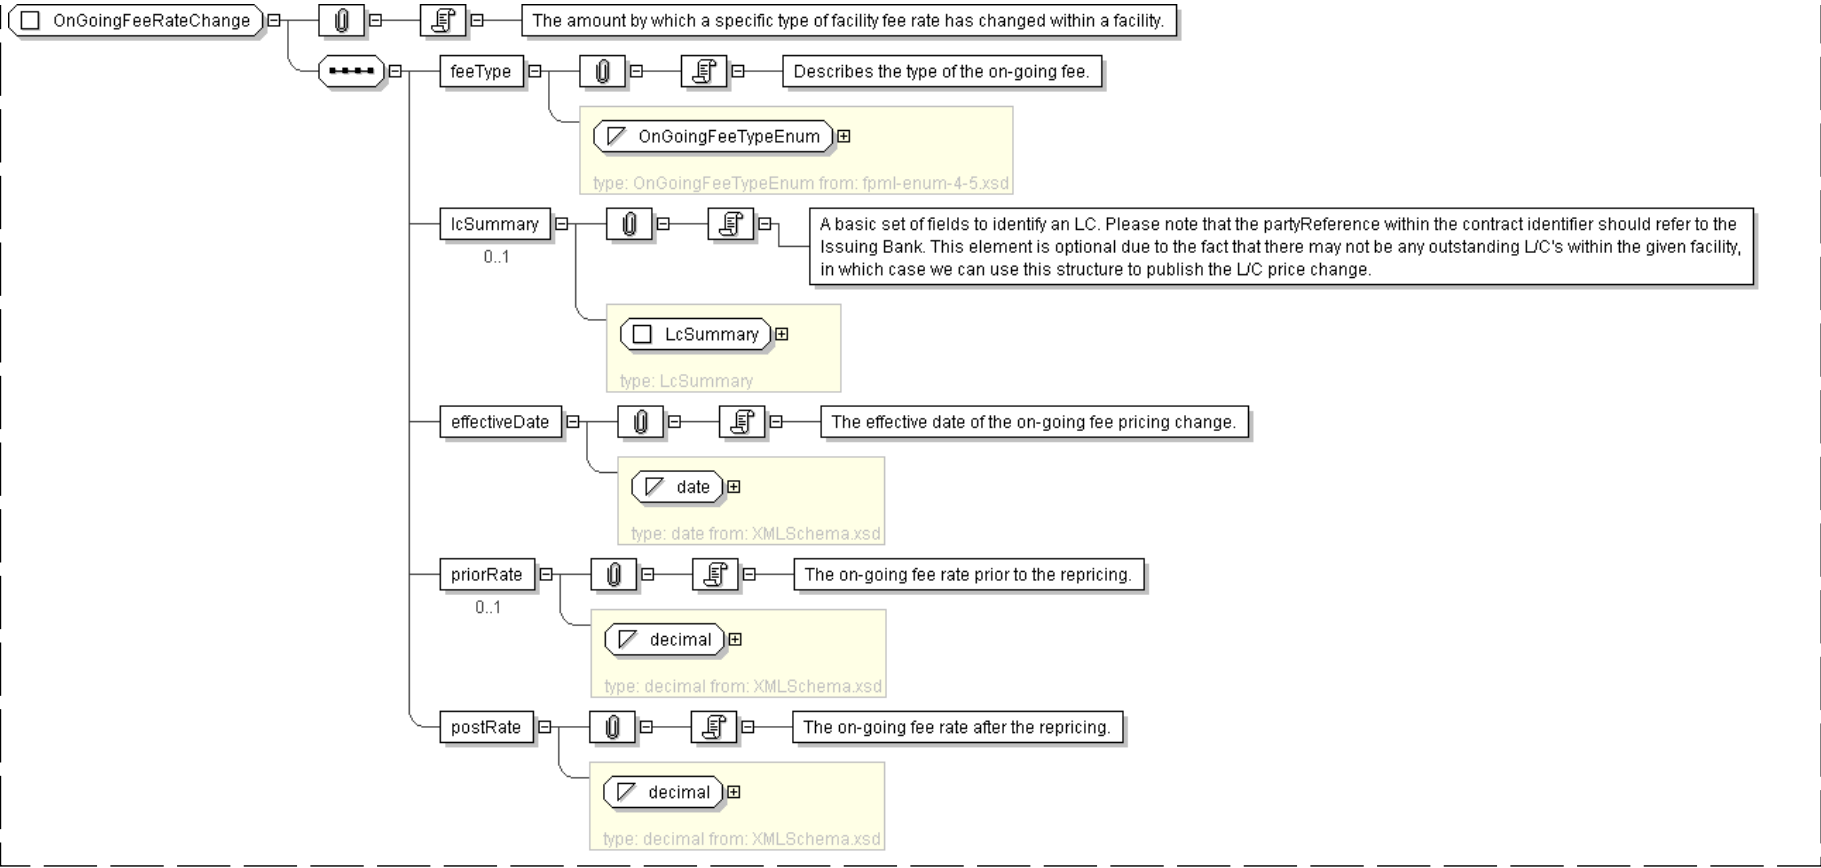 OnGoingFeeRateChange
The amount by which a specific type of facility fee rate has changed within a facility.
feeType
Describes the type of the on-going fee.
OnGoingFeeTypeEnum
type: OnGoingFeeTypeEnum from: fpml-enum-4-5.xsd
lcSummary
0..1
A basic set of fields to identify an LC. Please note that the partyReference within the contract identifier should refer to the
Issuing Bank. This element is optional due to the fact that there may not be any outstanding L/C's within the given facility,
in which case we can use this structure to publish the L/C price change.
LcSummary
type: LcSummary
effectiveDate
The effective date of the on-going fee pricing change.
date
type: date from: XMLSchema.xsd
priorRate
0..1
The on-going fee rate prior to the repricing.
decimal
type: decimal from: XMLSchema.xsd
postRate
The on-going fee rate after the repricing.
decimal
type: decimal from: XMLSchema.xsd